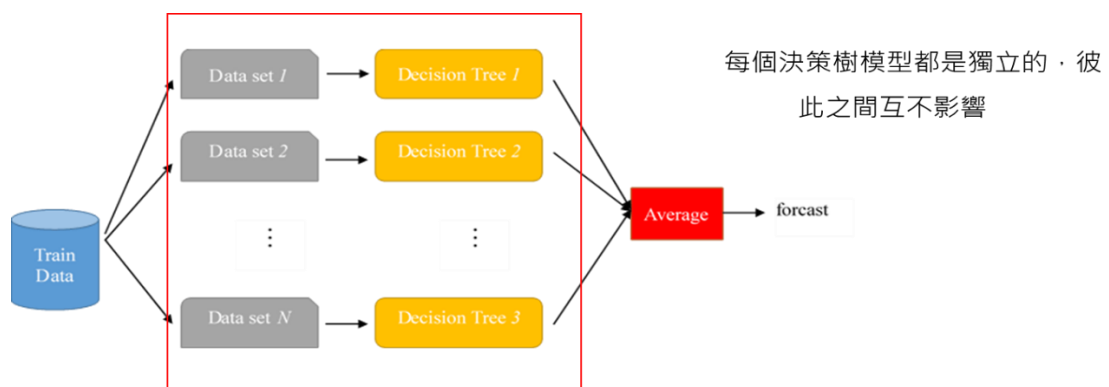 每個決策樹模型都是獨立的，彼
此之間互不影響
Data set 1
Decision Tree 1
Data set 2
Decision Tree 2
⋮
⋮
Train
Data
Average
forcast
Data set N
Decision Tree 3